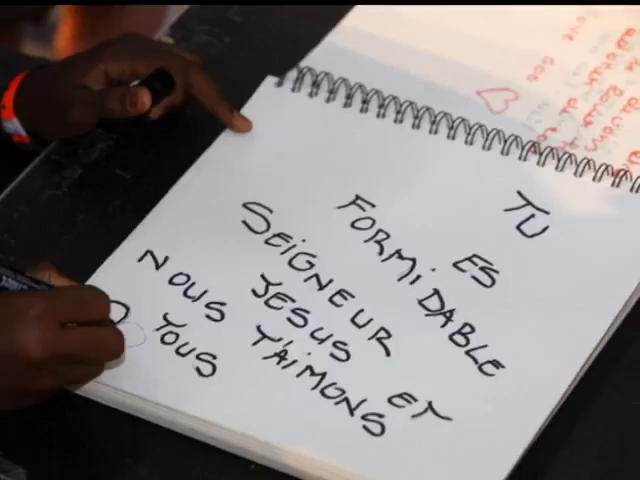 TU
ES
FORMiDABLE
SEiGNEUR
JESUS ET
NOUS T'AIMONS
TOUS